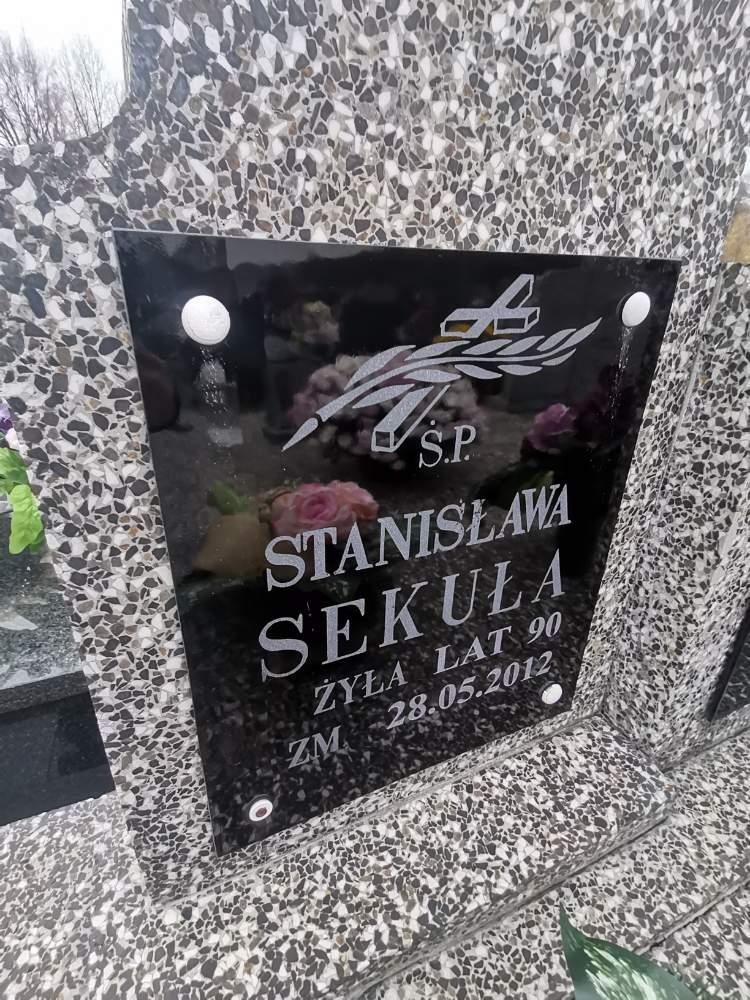 Ś.P.
STANISŁAWA
SEKUŁA
ŻYŁA LAT 90
ZM. 28.05.2012